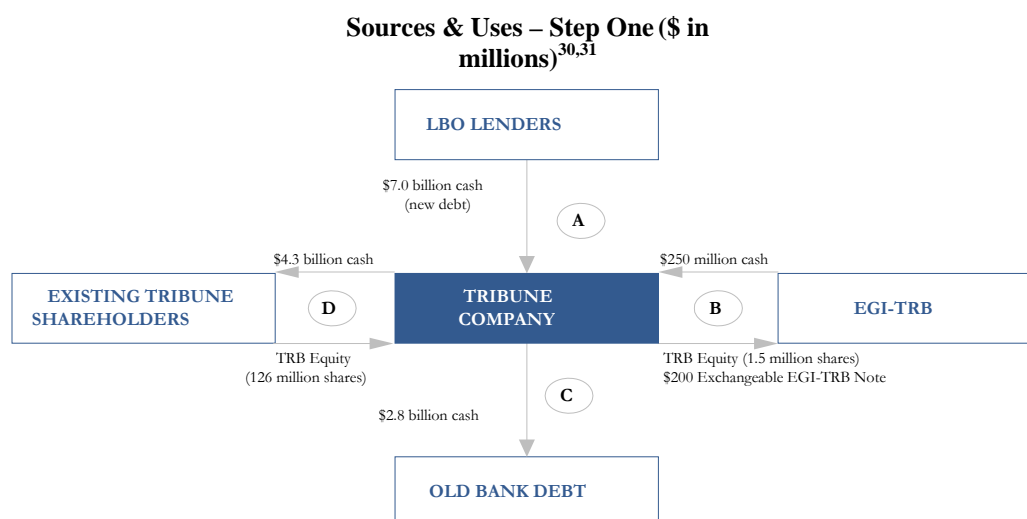 Sources & Uses – Step One ($ in
millions)30,31
LBO LENDERS
$7.0 billion cash
(new debt)
A
$4.3 billion cash
$250 million cash
EXISTING TRIBUNE
SHAREHOLDERS
D
TRIBUNE
COMPANY
B
EGI-TRB
TRB Equity
(126 million shares)
TRB Equity (1.5 million shares)
$200 Exchangeable EGI-TRB Note
C
$2.8 billion cash
OLD BANK DEBT